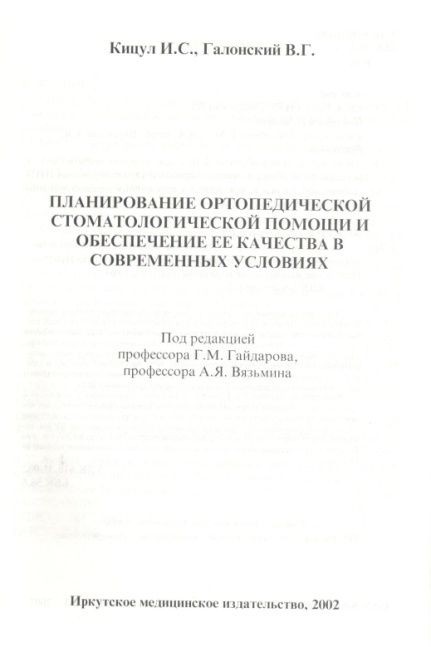 Кицул И.С., Галонский В.Г.
ПЛАНИРОВАНИЕ ОРТОПЕДИЧЕСКОЙ
СТОМАТОЛОГИЧЕСКОЙ ПОМОЩИ И
ОБЕСПЕЧЕНИЕ ЕЕ КАЧЕСТВА В
СОВРЕМЕННЫХ УСЛОВИЯХ
Под редакцией
профессора Г.М. Гайдарова,
профессора А.Я. Вязьмина
Иркутское медицинское издательство, 2002